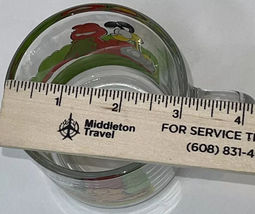 1 2 3 4
Middleton
Travel
FOR SERVICE
(608) 831-4